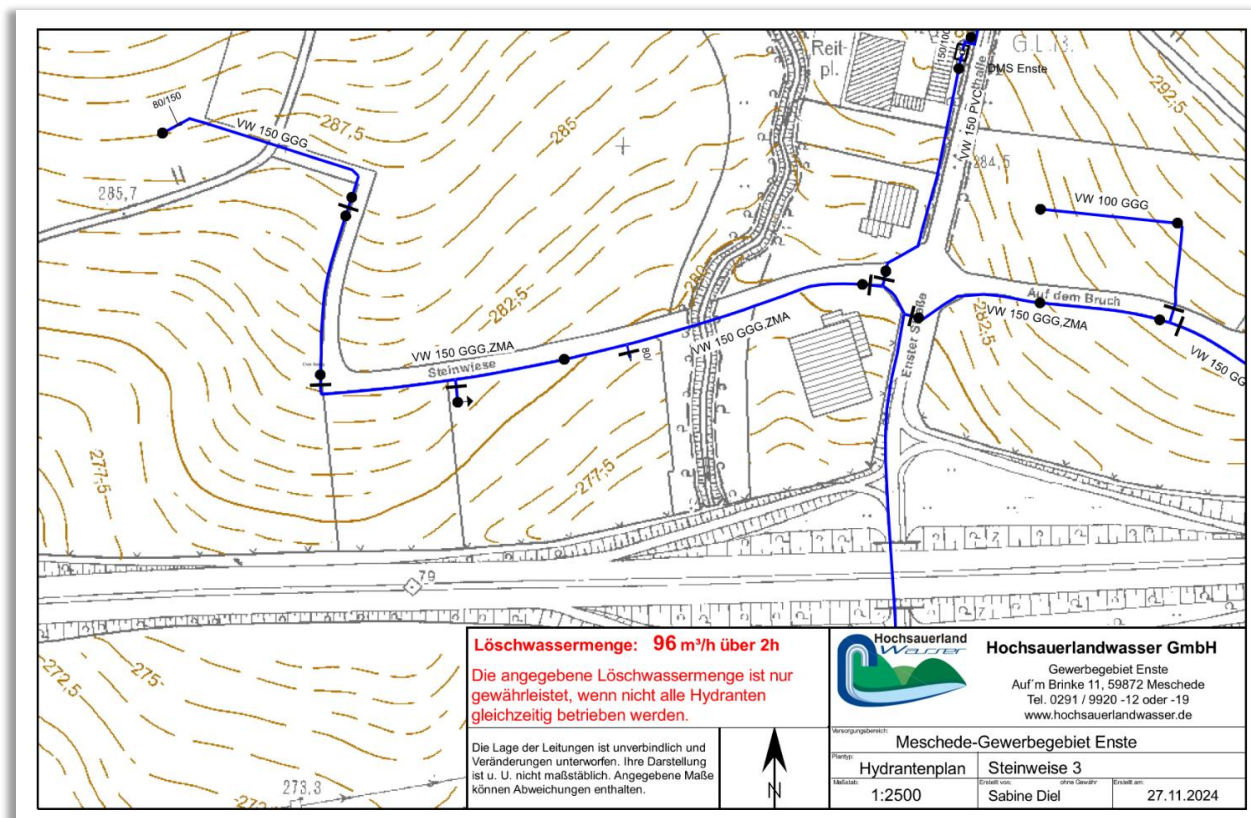 Reit-
pl.
G.L.B.
150/100
DMS Enste
80/150
VW 150 GGG
287,5
285
292,5
VW 150 PVC
halle
284,5
285,7
VW 100 GGG
280
282,5
Auf dem Bruch
VW 150 GGG,ZMA
282,5
VW 150 GGG,ZMA
VW 150 GGG,ZMA
Steinwiese
80/
Enster Straße
VW 150 GG
277,5
277,5
79
272,5
275
273,3
Löschwassermenge: 96 m³/h über 2h
Die angegebene Löschwassermenge ist nur
gewährleistet, wenn nicht alle Hydranten
gleichzeitig betrieben werden.
Die Lage der Leitungen ist unverbindlich und
Veränderungen unterworfen. Ihre Darstellung
ist u. U. nicht maßstäblich. Angegebene Maße
können Abweichungen enthalten.
N
Hochsauerland
Wasser
Hochsauerlandwasser GmbH
Gewerbegebiet Enste
Auf´m Brinke 11, 59872 Meschede
Tel. 0291 / 9920 -12 oder -19
www.hochsauerlandwasser.de
Versorgungsbereich:
Meschede-Gewerbegebiet Enste
Plantyp:
Hydrantenplan Steinweise 3
Maßstab: Erstellt von: ohne Gewähr Erstellt am:
1:2500 Sabine Diel 27.11.2024